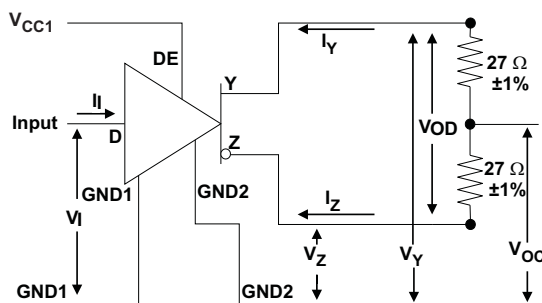 VCC1
DE
IY
27 Ω
±1%
II
Y
Input
D
VOD
Z
27 Ω
±1%
GND1
GND2
IZ
VI
VZ
VY
VOC
GND1
GND2